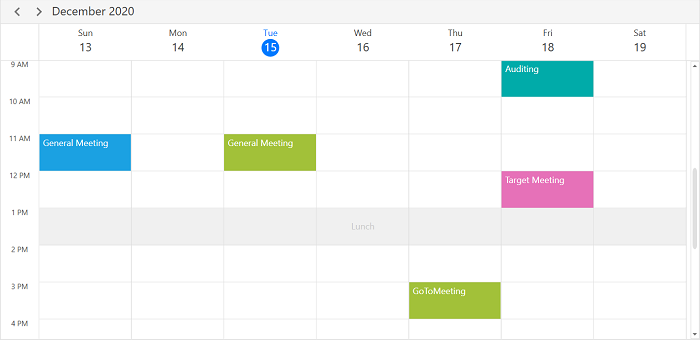 December 2020
Sun Mon Tue Wed Thu Fri Sat
13 14 15 16 17 18 19
9 AM
Auditing
10 AM
11 AM
General Meeting General Meeting
12 PM
Target Meeting
1 PM
Lunch
2 PM
3 PM
GoToMeeting
4 PM